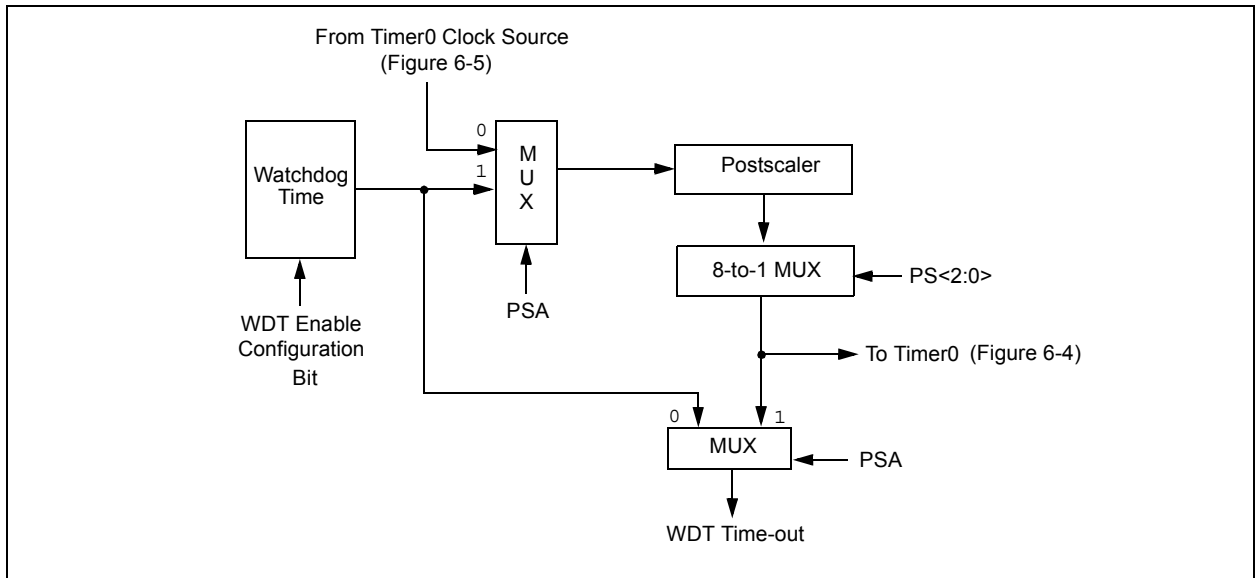 From Timer0 Clock Source
(Figure 6-5)
0
1
M
U
X
Watchdog
Time
Postscaler
8-to-1 MUX
PS<2:0>
PSA
WDT Enable
Configuration
Bit
To Timer0 (Figure 6-4)
0
1
MUX
PSA
WDT Time-out